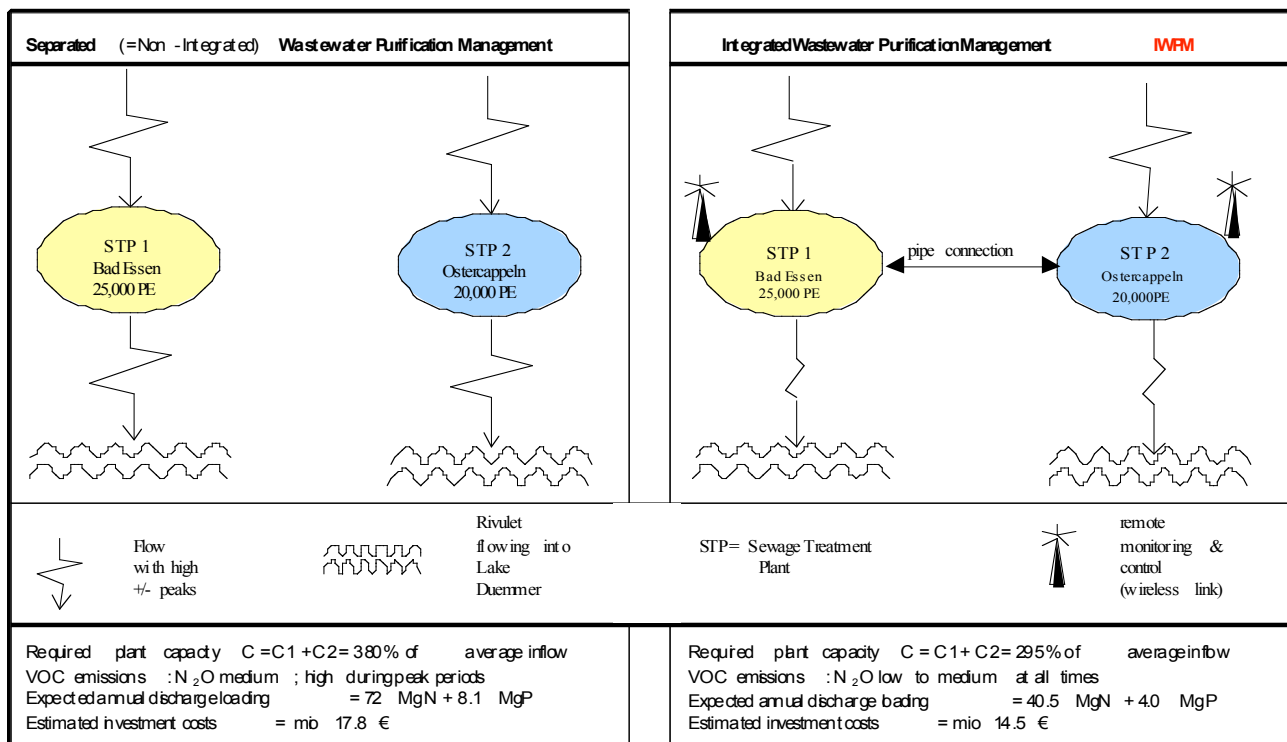 Separated (=Non -Integrated) Wastewater Purification Management
STP 1
Bad Essen
25,000 PE
STP 2
Ostercappeln
20,000 PE
Integrated Wastewater Purification Management IWPM
STP 1
Bad Essen
25,000 PE
pipe connection
STP 2
Ostercappeln
20,000PE
Flow
with high
+/- peaks
Rivulet
flowing into
Lake
Duemmer
STP= Sewage Treatment
Plant
remote
monitoring &
control
(wireless link)
Required plant capacity C =C1 +C2= 380% of average inflow
VOC emissions : N₂O medium ; high during peak periods
Expected annual discharge loading = 72 MgN + 8.1 MgP
Estimated investment costs = mio 17.8 €
Required plant capacity C = C1 + C2 = 295% of average inflow
VOC emissions : N₂O low to medium at all times
Expected annual discharge loading = 40.5 MgN + 4.0 MgP
Estimated investment costs = mio 14.5 €